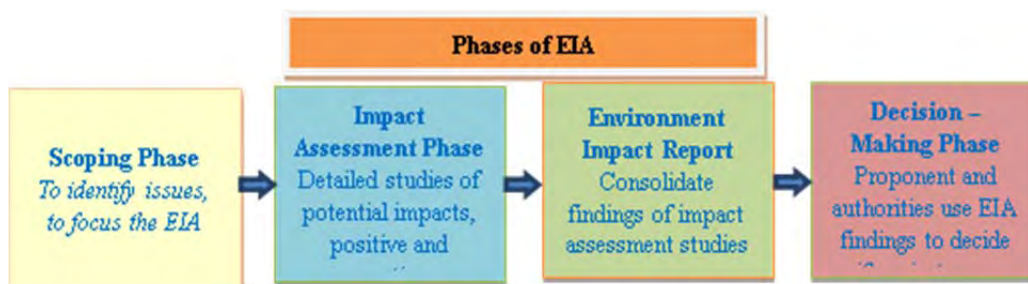 Phases of EIA
Scoping Phase
To identify issues,
to focus the EIA
Impact
Assessment Phase
Detailed studies of
potential impacts,
positive and
Environment
Impact Report
Consolidate
findings of impact
assessment studies
Decision –
Making Phase
Proponent and
authorities use EIA
findings to decide